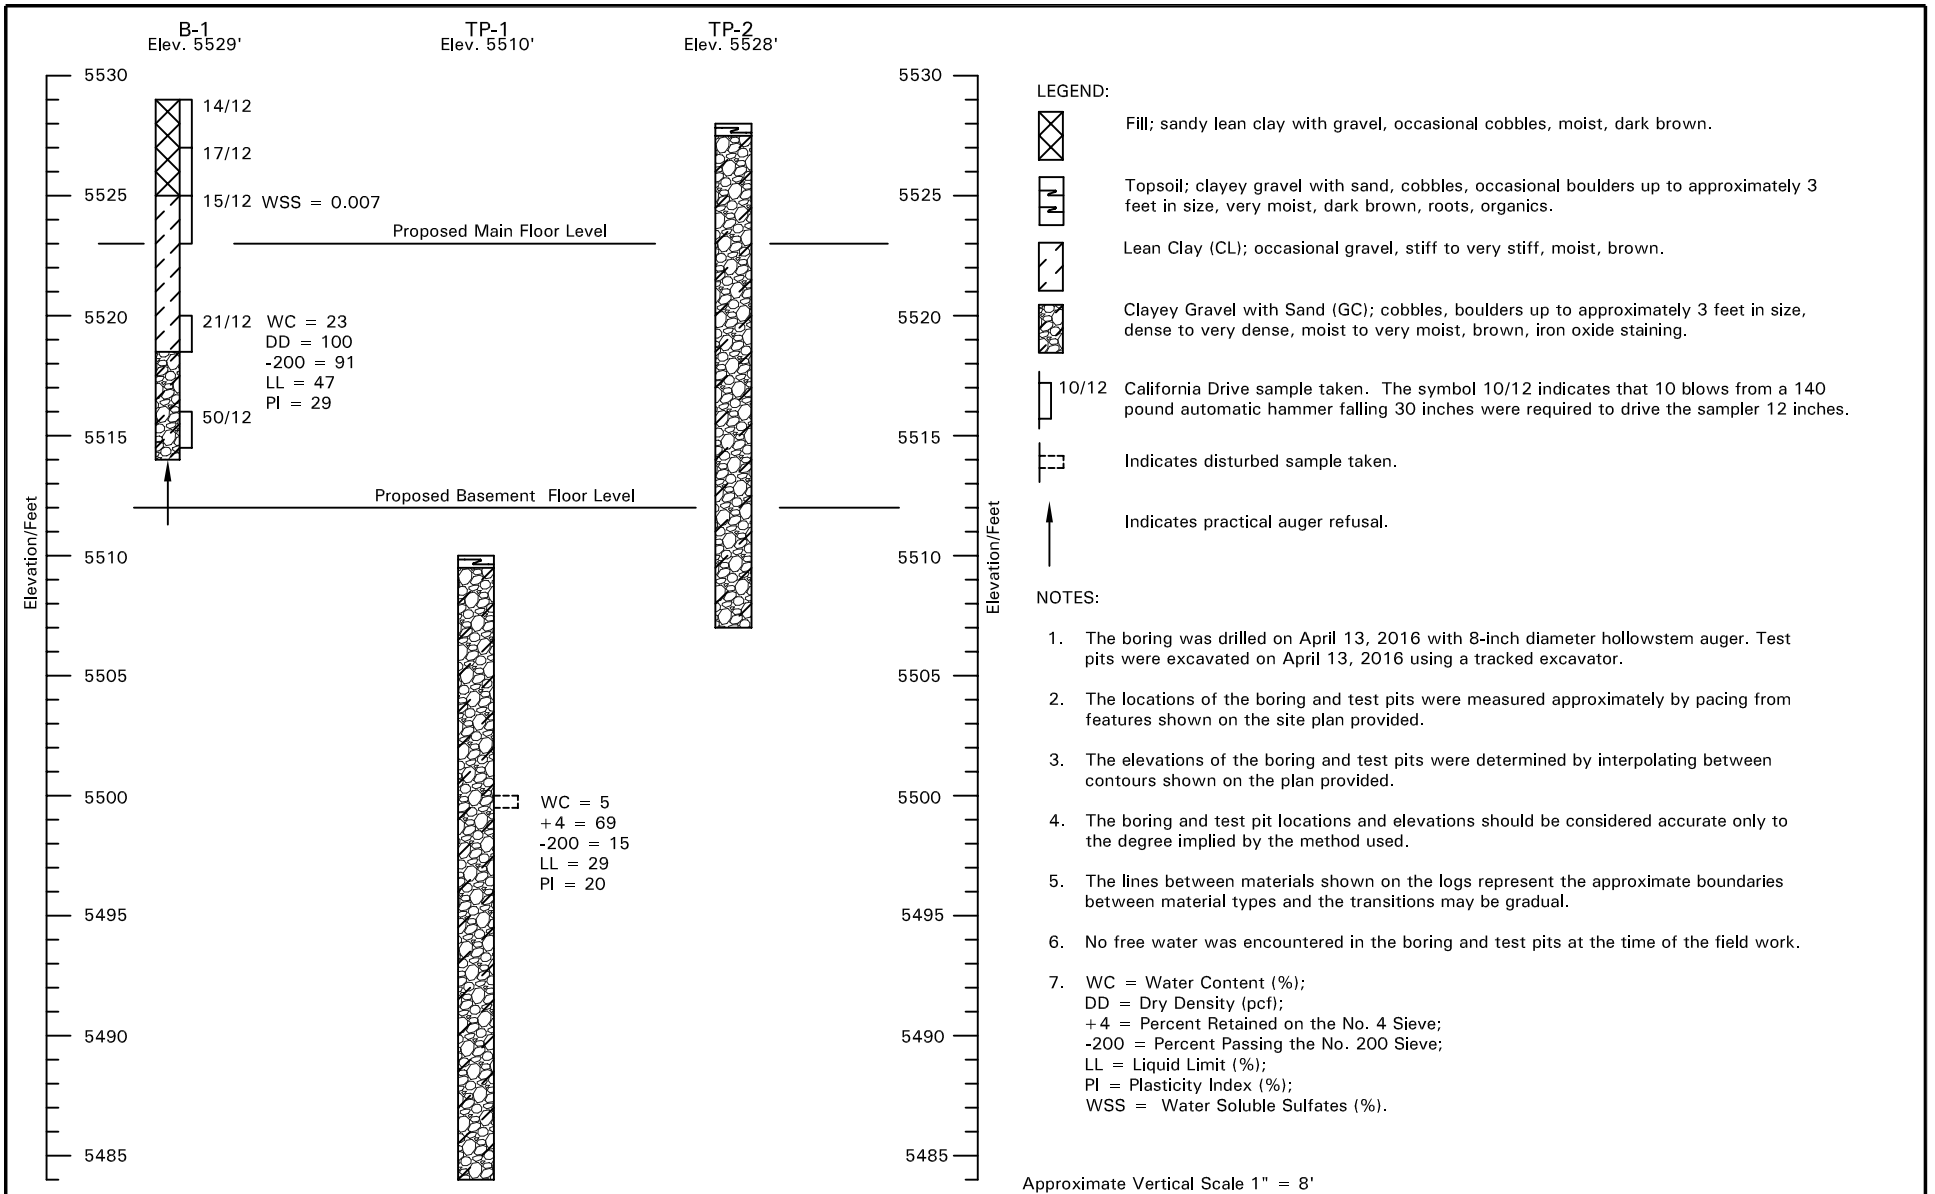 B-1
Elev. 5529'
TP-1
Elev. 5510'
TP-2
Elev. 5528'
5530
5525
5520
5515
5510
5505
5500
5495
5490
5485
Elevation/Feet
14/12
17/12
15/12 WSS = 0.007
Proposed Main Floor Level
21/12 WC = 23
DD = 100
-200 = 91
LL = 47
PI = 29
50/12
Proposed Basement Floor Level
WC = 5
+4 = 69
-200 = 15
LL = 29
PI = 20
5530
5525
5520
5515
5510
5505
5500
5495
5490
5485
Elevation/Feet
LEGEND:
Fill; sandy lean clay with gravel, occasional cobbles, moist, dark brown.
Topsoil; clayey gravel with sand, cobbles, occasional boulders up to approximately 3
feet in size, very moist, dark brown, roots, organics.
Lean Clay (CL); occasional gravel, stiff to very stiff, moist, brown.
Clayey Gravel with Sand (GC); cobbles, boulders up to approximately 3 feet in size,
dense to very dense, moist to very moist, brown, iron oxide staining.
10/12 California Drive sample taken. The symbol 10/12 indicates that 10 blows from a 140
pound automatic hammer falling 30 inches were required to drive the sampler 12 inches.
Indicates disturbed sample taken.
Indicates practical auger refusal.
NOTES:
1. The boring was drilled on April 13, 2016 with 8-inch diameter hollowstem auger. Test
pits were excavated on April 13, 2016 using a tracked excavator.
2. The locations of the boring and test pits were measured approximately by pacing from
features shown on the site plan provided.
3. The elevations of the boring and test pits were determined by interpolating between
contours shown on the plan provided.
4. The boring and test pit locations and elevations should be considered accurate only to
the degree implied by the method used.
5. The lines between materials shown on the logs represent the approximate boundaries
between material types and the transitions may be gradual.
6. No free water was encountered in the boring and test pits at the time of the field work.
7. WC = Water Content (%);
DD = Dry Density (pcf);
+4 = Percent Retained on the No. 4 Sieve;
-200 = Percent Passing the No. 200 Sieve;
LL = Liquid Limit (%);
PI = Plasticity Index (%);
WSS = Water Soluble Sulfates (%).
Approximate Vertical Scale 1" = 8'